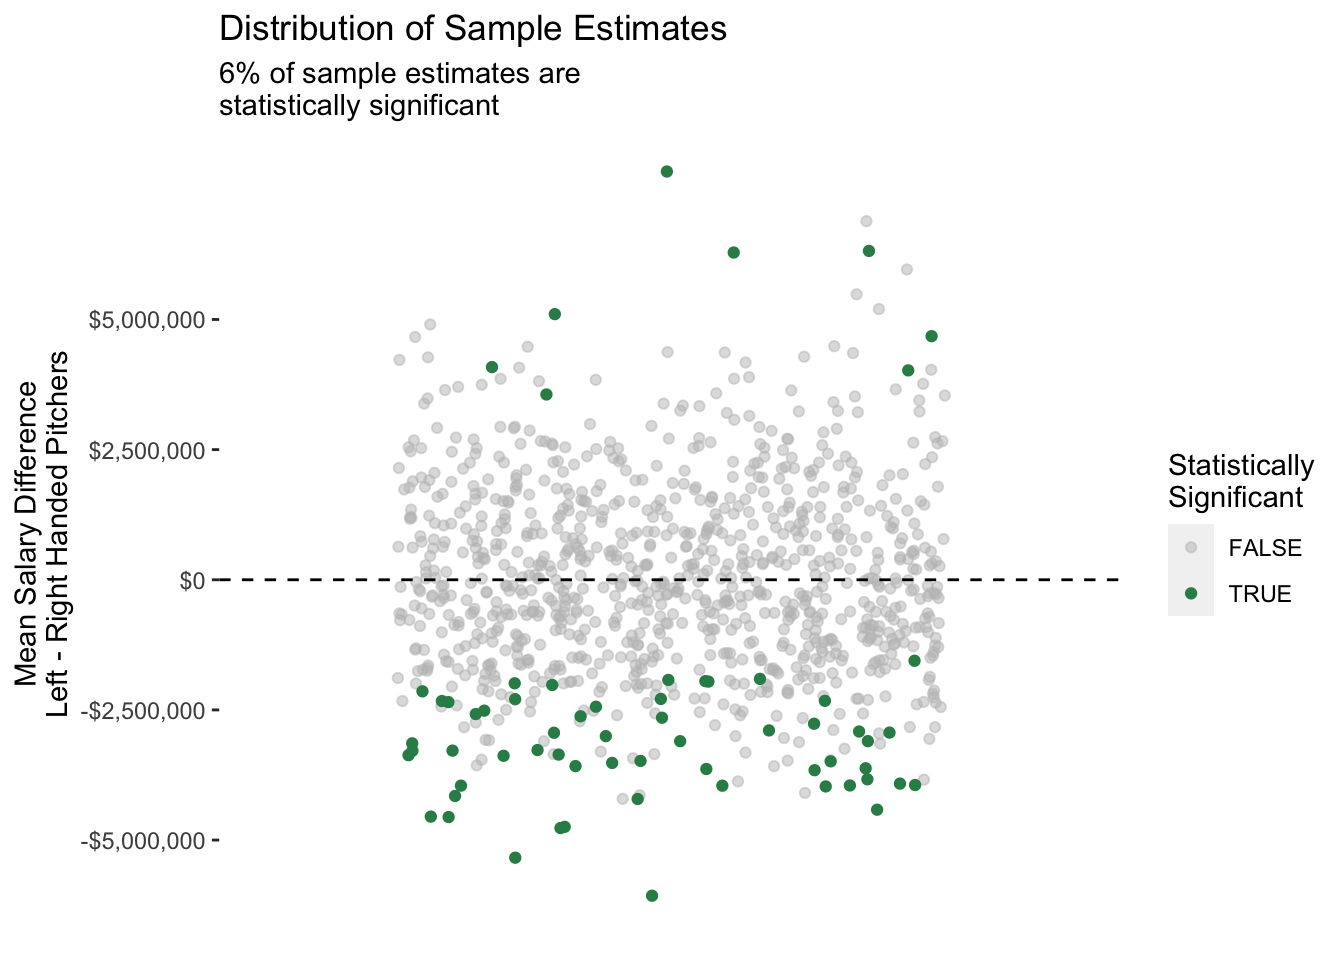 Distribution of Sample Estimates
6% of sample estimates are
statistically significant
Mean Salary Difference
Left - Right Handed Pitchers
$5,000,000
$2,500,000
$0
-$2,500,000
-$5,000,000
Statistically
Significant
FALSE
TRUE